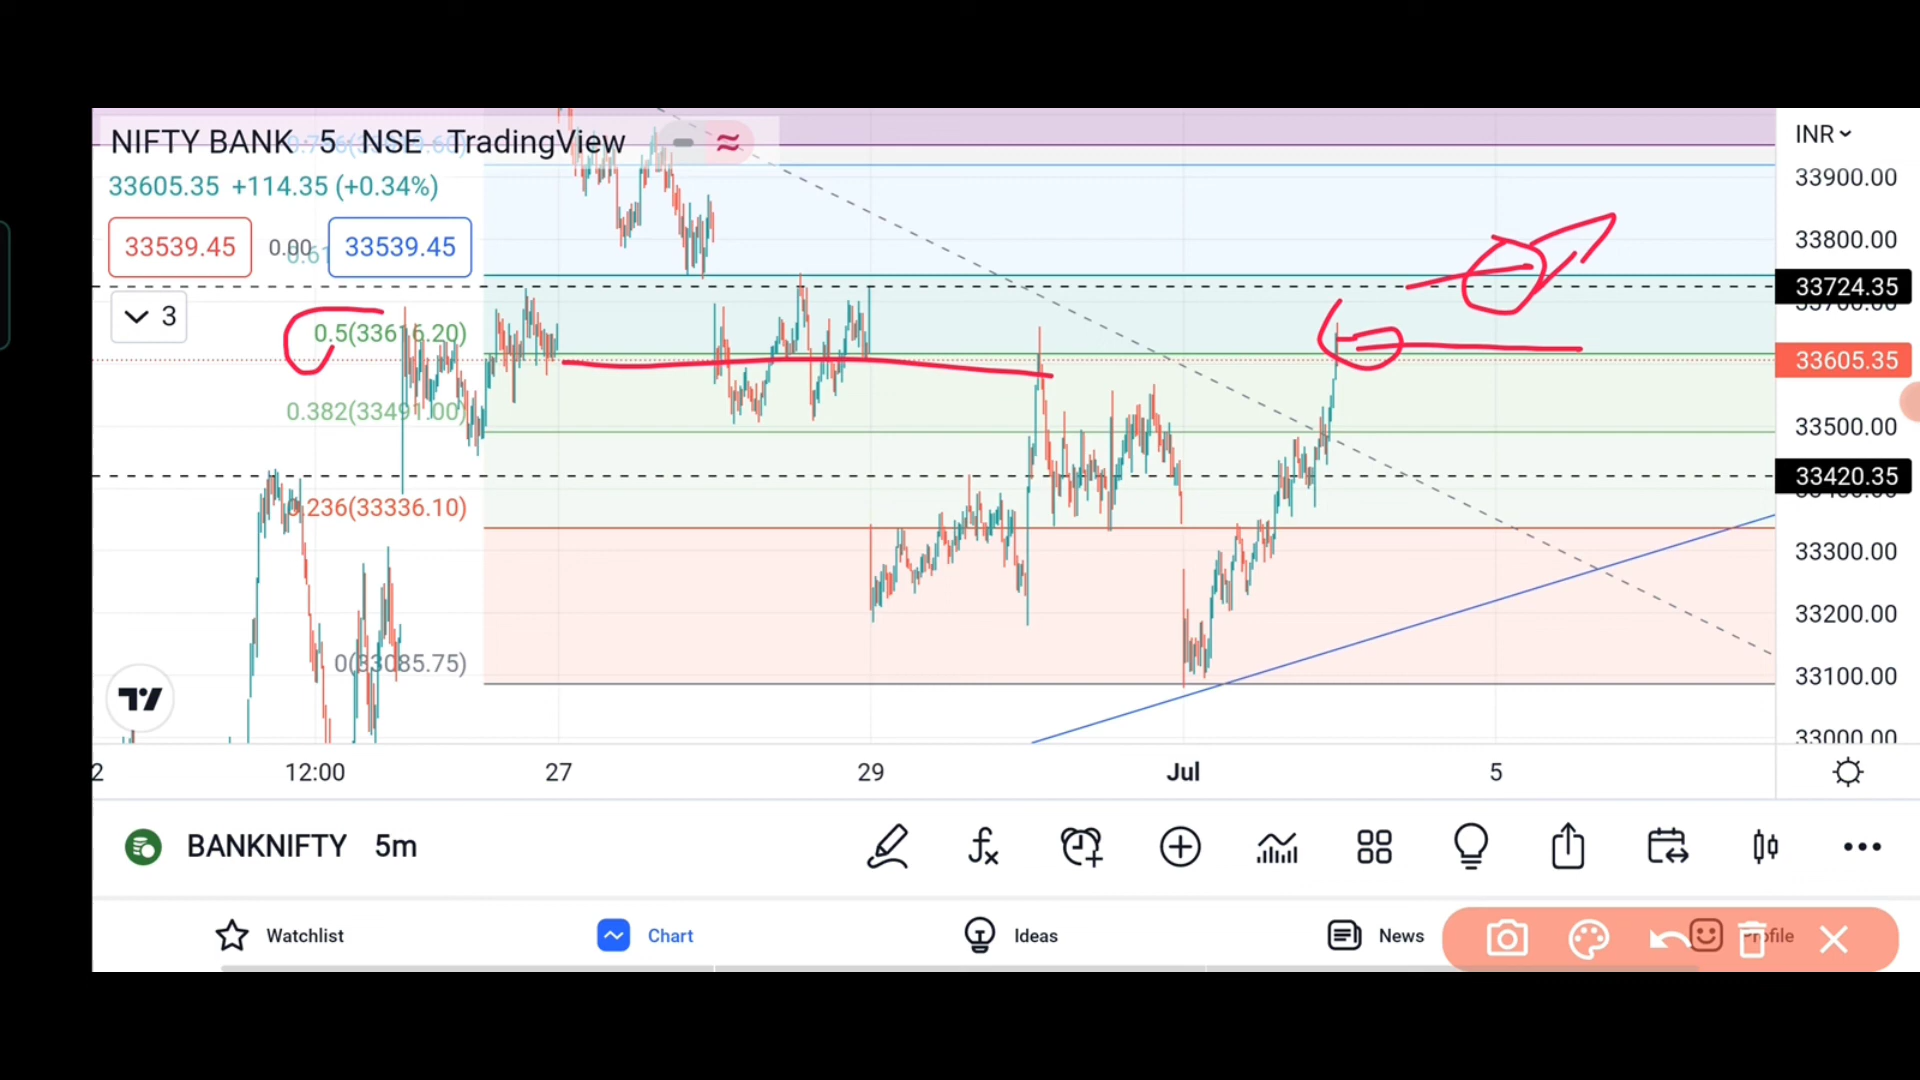 NIFTY BANK 5 NSE TradingView
INR
33605.35 +114.35 (+0.34%)
33900.00
33539.45 0.00 33539.45
33800.00
33724.35
3
0.5(33616.20)
33605.35
0.382(33491.00)
33500.00
33420.35
0.236(33336.10)
33300.00
33200.00
0(33085.75)
33100.00
33000.00
2 12:00 27 29 Jul 5
BANKNIFTY 5m
Watchlist Chart Ideas News Profile